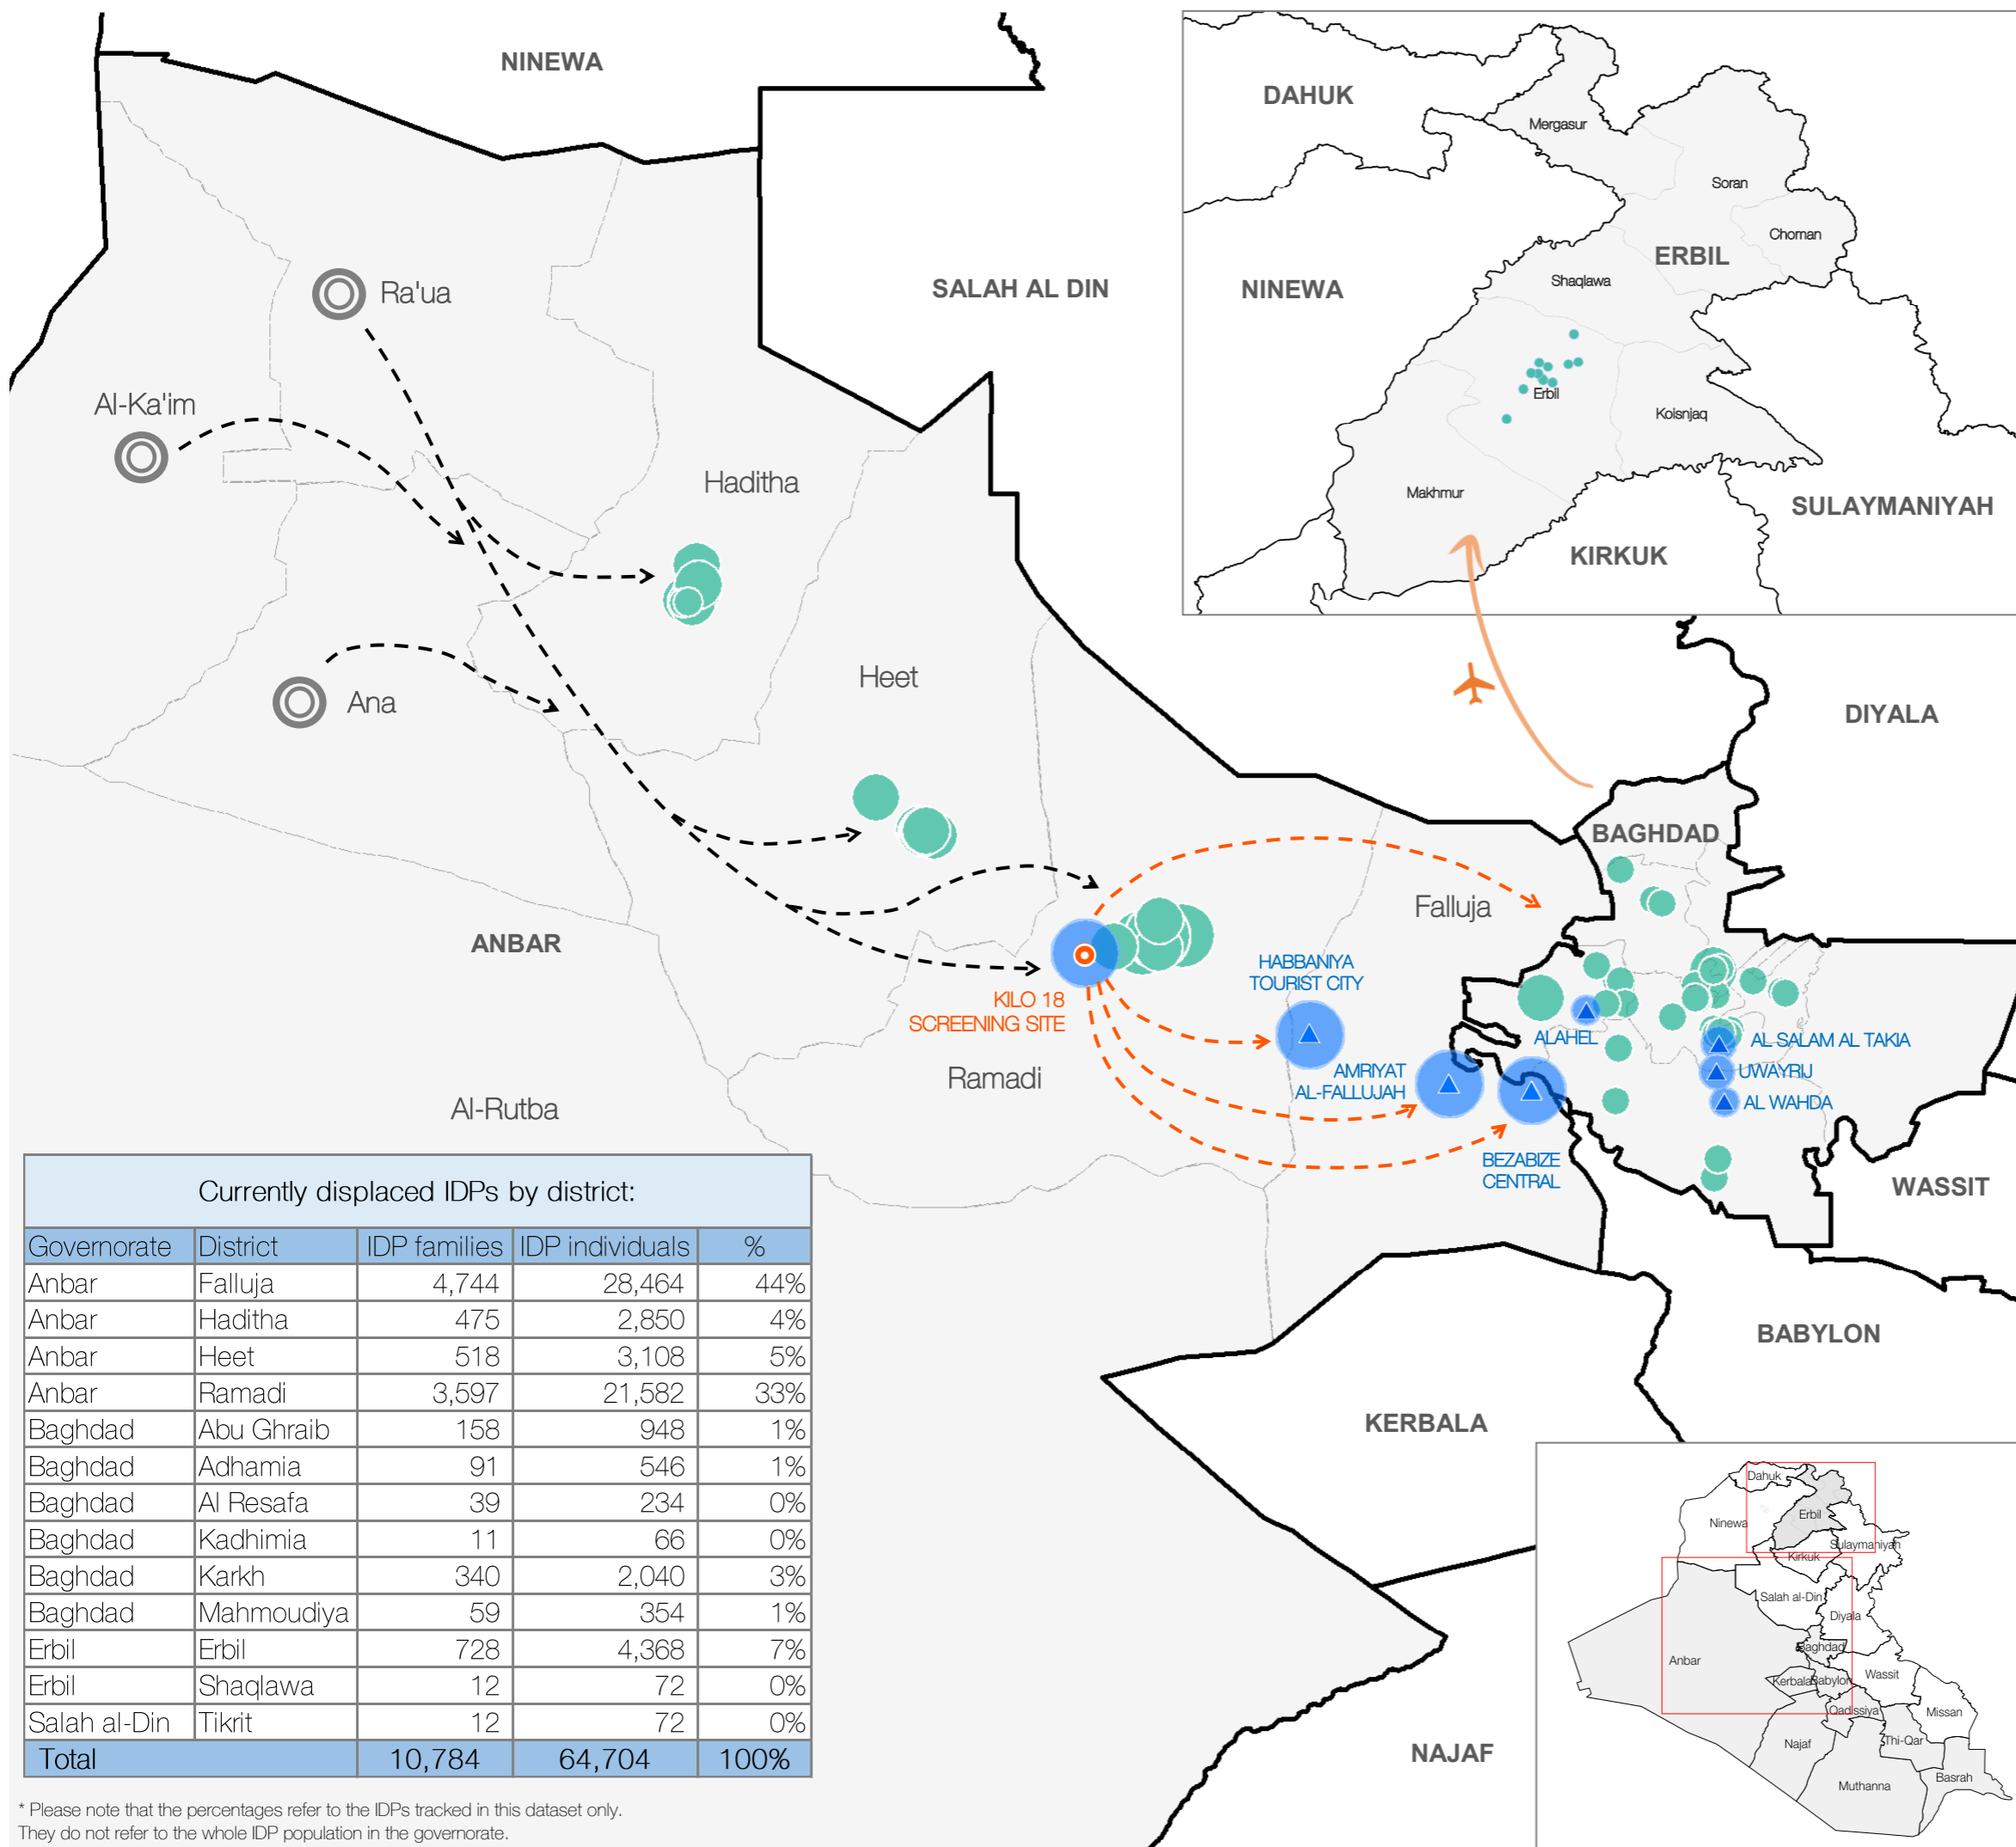 NINEWA
DAHUK
Mergasur
Soran
Choman
ERBIL
Shaqlawa
NINEWA
SALAH AL DIN
Ra'ua
Al-Ka'im
Erbil
Koisnjaq
Haditha
Makhmur
SULAYMANIYAH
KIRKUK
Heet
Ana
DIYALA
BAGHDAD
Falluja
ANBAR
HABBANIYA
TOURIST CITY
KILO 18
SCREENING SITE
ALAHEL
AL SALAM AL TAKIA
UWAYRIJ
AL WAHDA
AMRIYAT
AL-FALLUJAH
Ramadi
Al-Rutba
BEZABIZE
CENTRAL
WASSIT
BABYLON
KERBALA
NAJAF
Currently displaced IDPs by district:
Governorate District IDP families IDP individuals %
Anbar Falluja 4,744 28,464 44%
Anbar Haditha 475 2,850 4%
Anbar Heet 518 3,108 5%
Anbar Ramadi 3,597 21,582 33%
Baghdad Abu Ghraib 158 948 1%
Baghdad Adhamia 91 546 1%
Baghdad Al Resafa 39 234 0%
Baghdad Kadhimia 11 66 0%
Baghdad Karkh 340 2,040 3%
Baghdad Mahmoudiya 59 354 1%
Erbil Erbil 728 4,368 7%
Erbil Shaqlawa 12 72 0%
Salah al-Din Tikrit 12 72 0%
Total 10,784 64,704 100%
* Please note that the percentages refer to the IDPs tracked in this dataset only.
They do not refer to the whole IDP population in the governorate.
Dahuk
Ninewa
Erbil
Sulaymaniyah
Kirkuk
Salah al-Din
Diyala
Baghdad
Anbar
Wassit
Kerbala
Babylon
Qadissiya
Missan
Najaf
Thi-Qar
Basrah
Muthanna